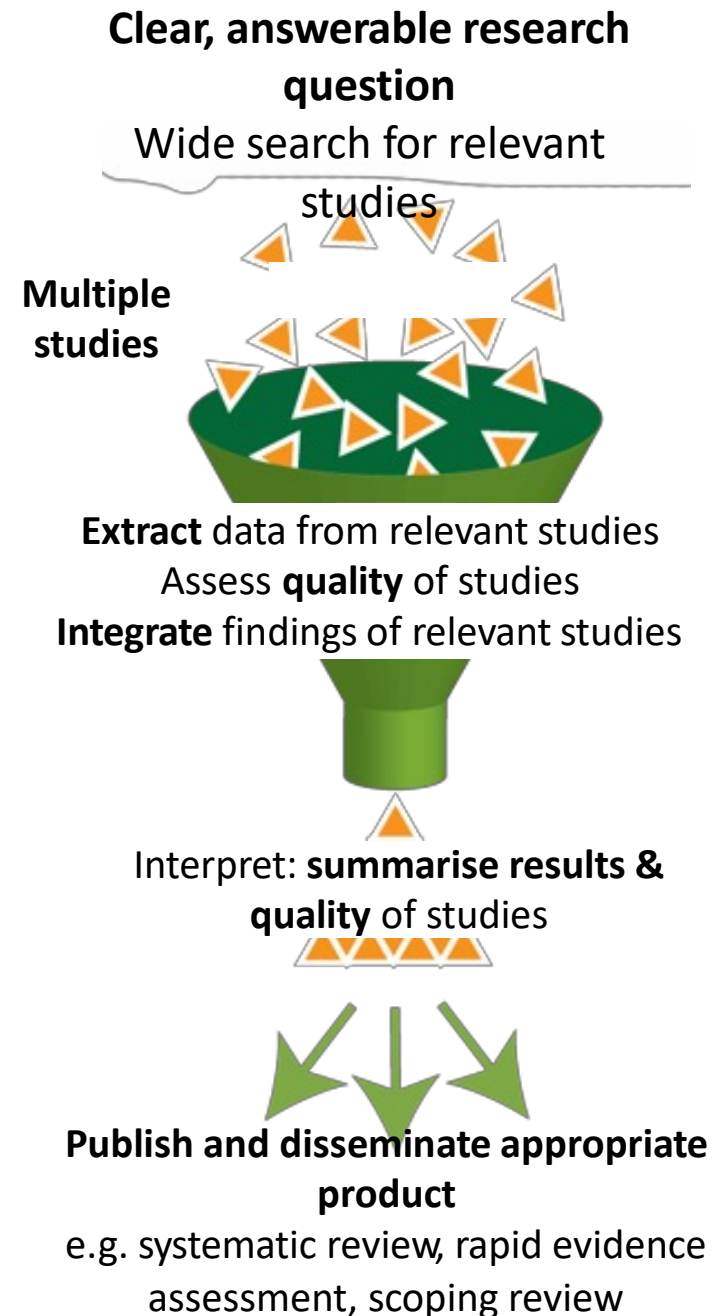 Clear, answerable research
question
Wide search for relevant
studies
Multiple
studies
Extract data from relevant studies
Assess quality of studies
Integrate findings of relevant studies
Interpret: summarise results &
quality of studies
Publish and disseminate appropriate
product
e.g. systematic review, rapid evidence
assessment, scoping review